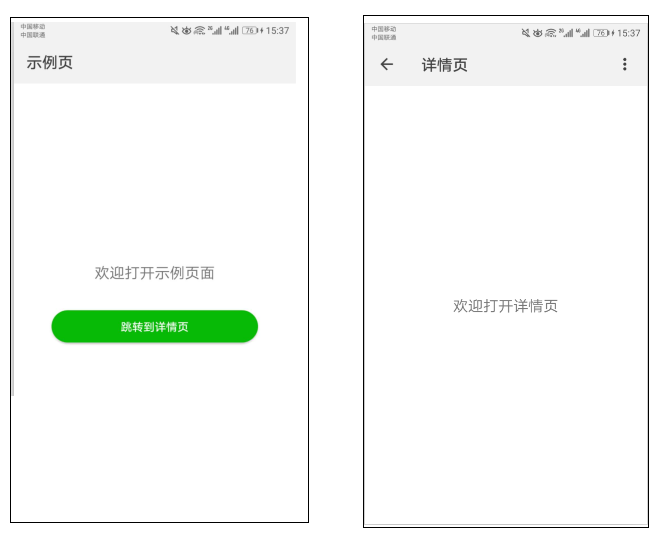 中国移动
中国联通
76 15:37
示例页
欢迎打开示例页面
跳转到详情页
中国移动
中国联通
76 15:37
详情页
欢迎打开详情页